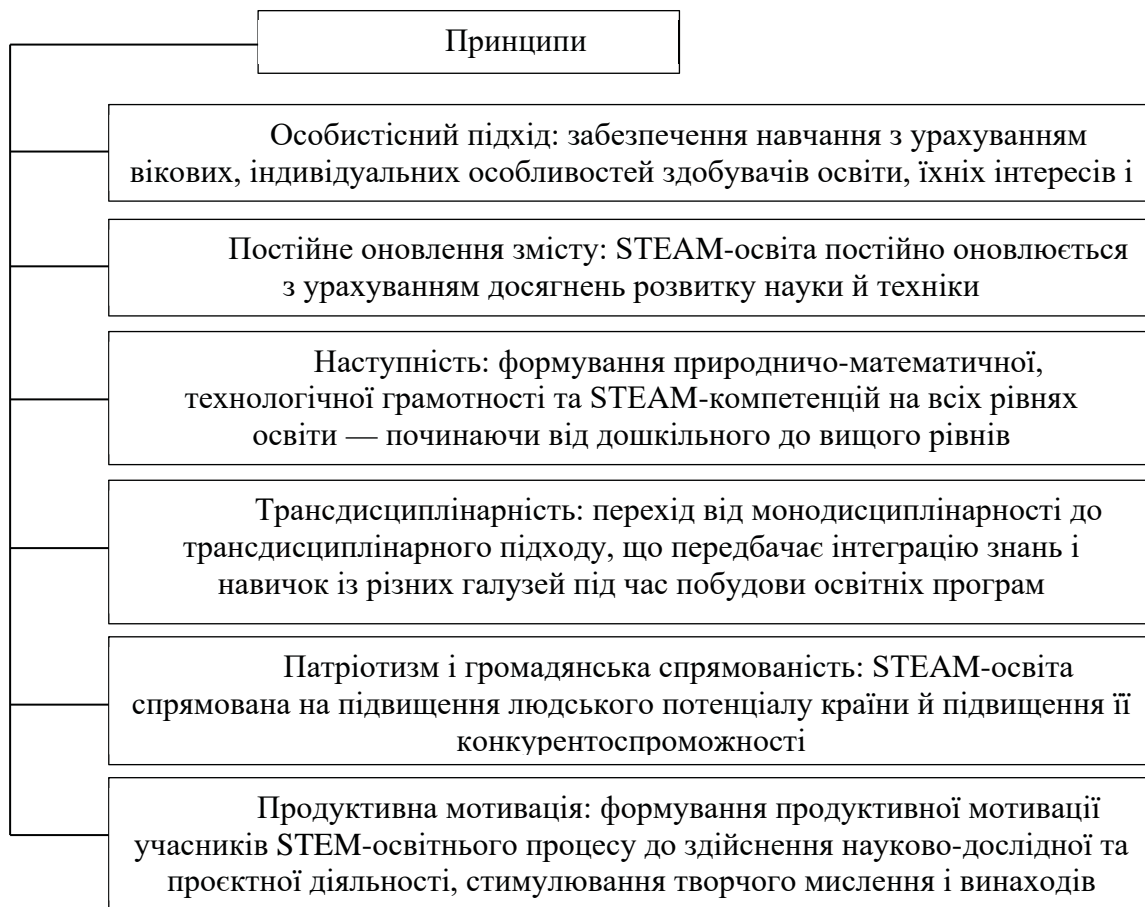 Принципи
Особистісний підхід: забезпечення навчання з урахуванням
вікових, індивідуальних особливостей здобувачів освіти, їхніх інтересів і
Постійне оновлення змісту: STEAM-освіта постійно оновлюється
з урахуванням досягнень розвитку науки й техніки
Наступність: формування природничо-математичної,
технологічної грамотності та STEAM-компетенцій на всіх рівнях
освіти — починаючи від дошкільного до вищого рівнів
Трансдисциплінарність: перехід від монодисциплінарності до
трансдисциплінарного підходу, що передбачає інтеграцію знань і
навичок із різних галузей під час побудови освітніх програм
Патріотизм і громадянська спрямованість: STEAM-освіта
спрямована на підвищення людського потенціалу країни й підвищення її
конкурентоспроможності
Продуктивна мотивація: формування продуктивної мотивації
учасників STEM-освітнього процесу до здійснення науково-дослідної та
проєктної діяльності, стимулювання творчого мислення і винаходів